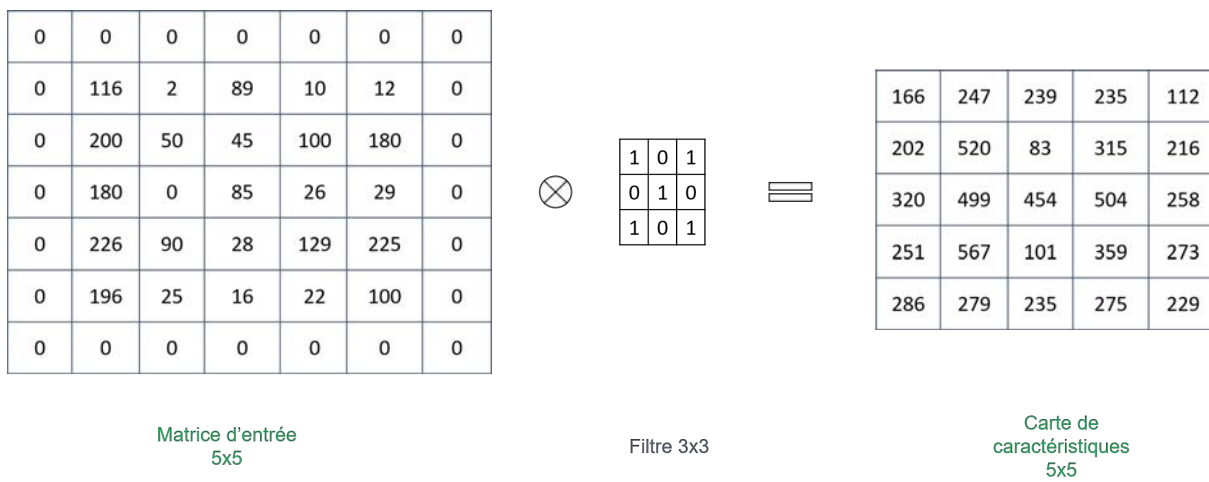 0 0 0 0 0 0 0
0 116 2 89 10 12 0
0 200 50 45 100 180 0
0 180 0 85 26 29 0
0 226 90 28 129 225 0
0 196 25 16 22 100 0
0 0 0 0 0 0 0
1 0 1
0 1 0
1 0 1
166 247 239 235 112
202 520 83 315 216
320 499 454 504 258
251 567 101 359 273
286 279 235 275 229
Matrice d'entrée
5x5
Filtre 3x3
Carte de
caractéristiques
5x5